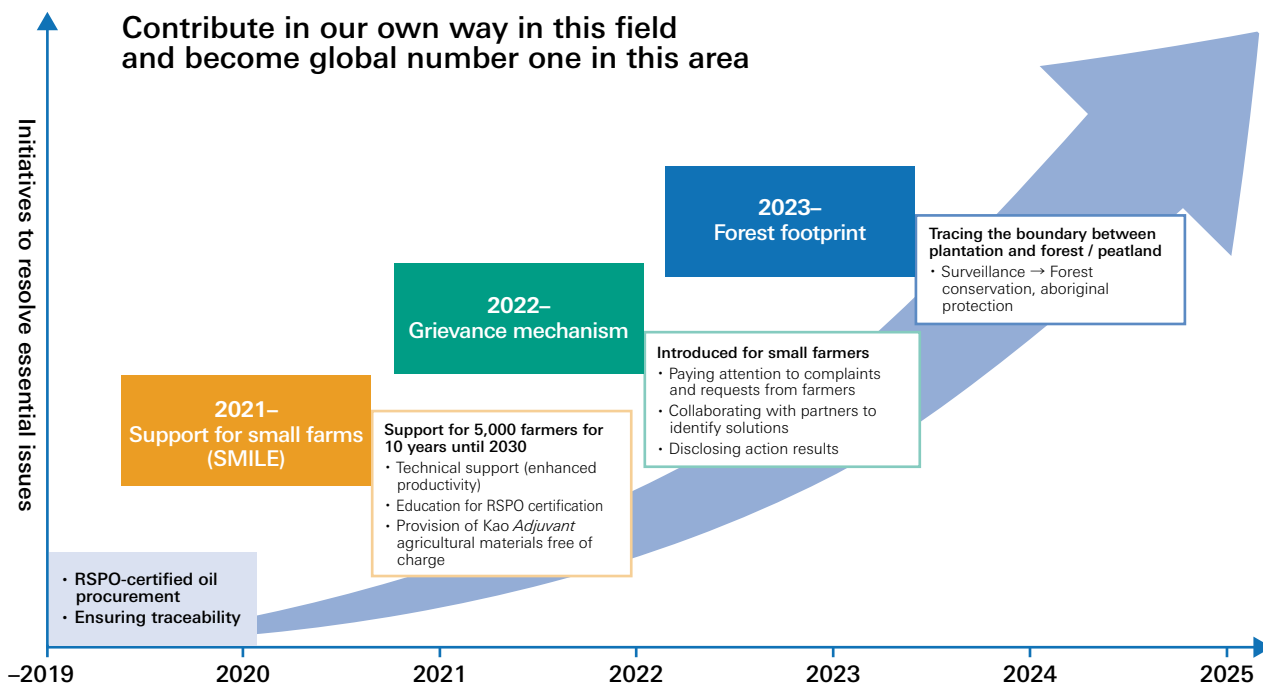 Contribute in our own way in this field
and become global number one in this area
Initiatives to resolve essential issues
2023–
Forest footprint
Tracing the boundary between
plantation and forest / peatland
・Surveillance → Forest
conservation, aboriginal
protection
2022–
Grievance mechanism
Introduced for small farmers
・Paying attention to complaints
and requests from farmers
・Collaborating with partners to
identify solutions
・Disclosing action results
2021–
Support for small farms
(SMILE)
Support for 5,000 farmers for
10 years until 2030
・Technical support (enhanced
productivity)
・Education for RSPO certification
・Provision of Kao Adjuvant
agricultural materials free of
charge
・RSPO-certified oil
procurement
・Ensuring traceability
–2019 2020 2021 2022 2023 2024 2025